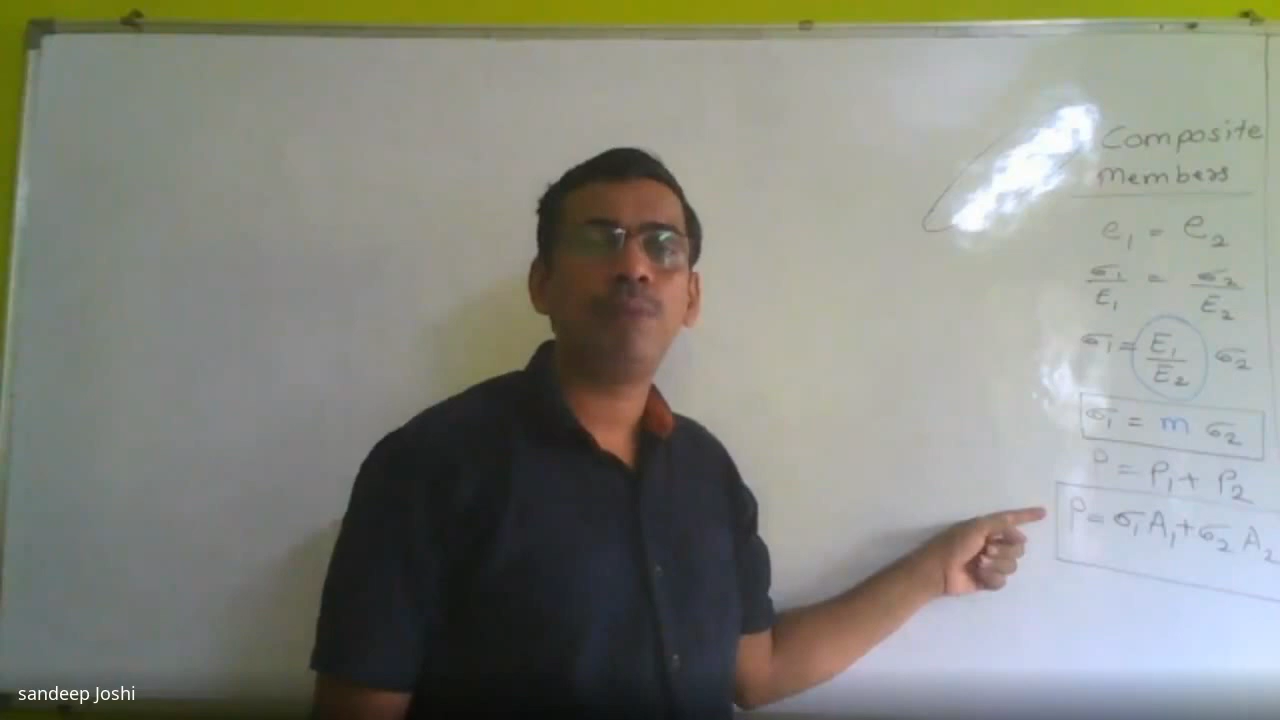 Composite
Members
e₁ = e₂
σ₁/E₁ = σ₂/E₂
σ₁ = E₁/E₂ σ₂
σ₁ = m σ₂
P = P₁ + P₂
P = σ₁A₁ + σ₂A₂
sandeep Joshi